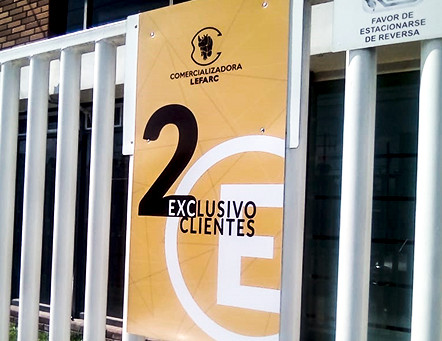 FAVOR DE
ESTACIONARSE
DE REVERSA
COMERCIALIZADORA
LEFARC
2
EXCLUSIVO
CLIENTES
E